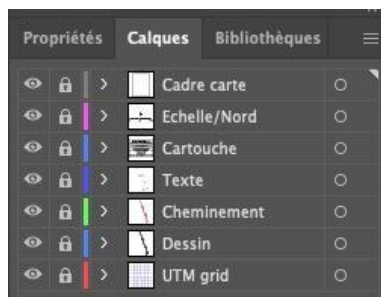 Propriétés Calques Bibliothèques
Cadre carte
Echelle/Nord
Cartouche
Texte
Cheminement
Dessin
UTM grid